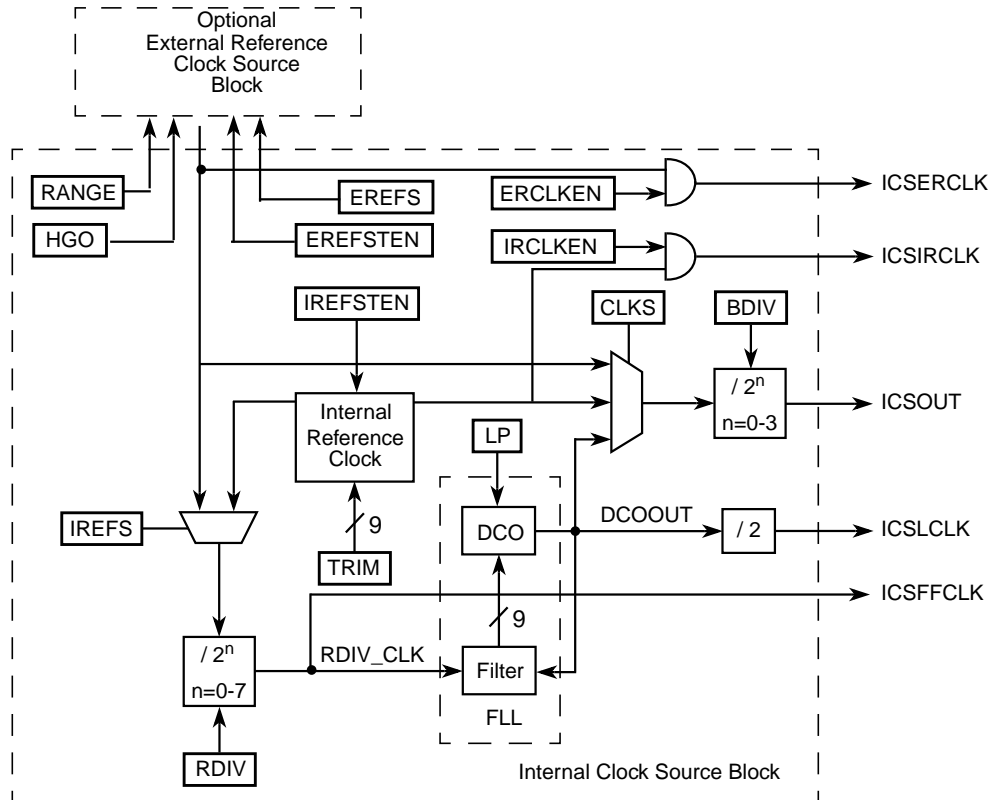 Optional
External Reference
Clock Source
Block
RANGE
HGO
EREFS
EREFSTEN
ERCLKEN
IRCLKEN
ICSERCLK
ICSIRCLK
IREFSTEN
CLKS
BDIV
Internal
Reference
Clock
/ 2ⁿ
n=0-3
ICSOUT
LP
IREFS
9
TRIM
DCO
DCOOUT
/ 2
ICSLCLK
ICSFFCLK
9
/ 2ⁿ
n=0-7
RDIV_CLK
Filter
FLL
RDIV
Internal Clock Source Block